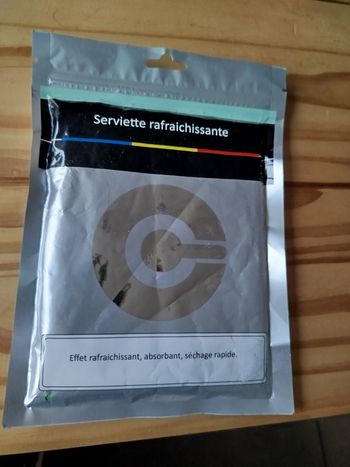 Serviette rafraichissante
Effet rafraichissant, absorbant, séchage rapide.